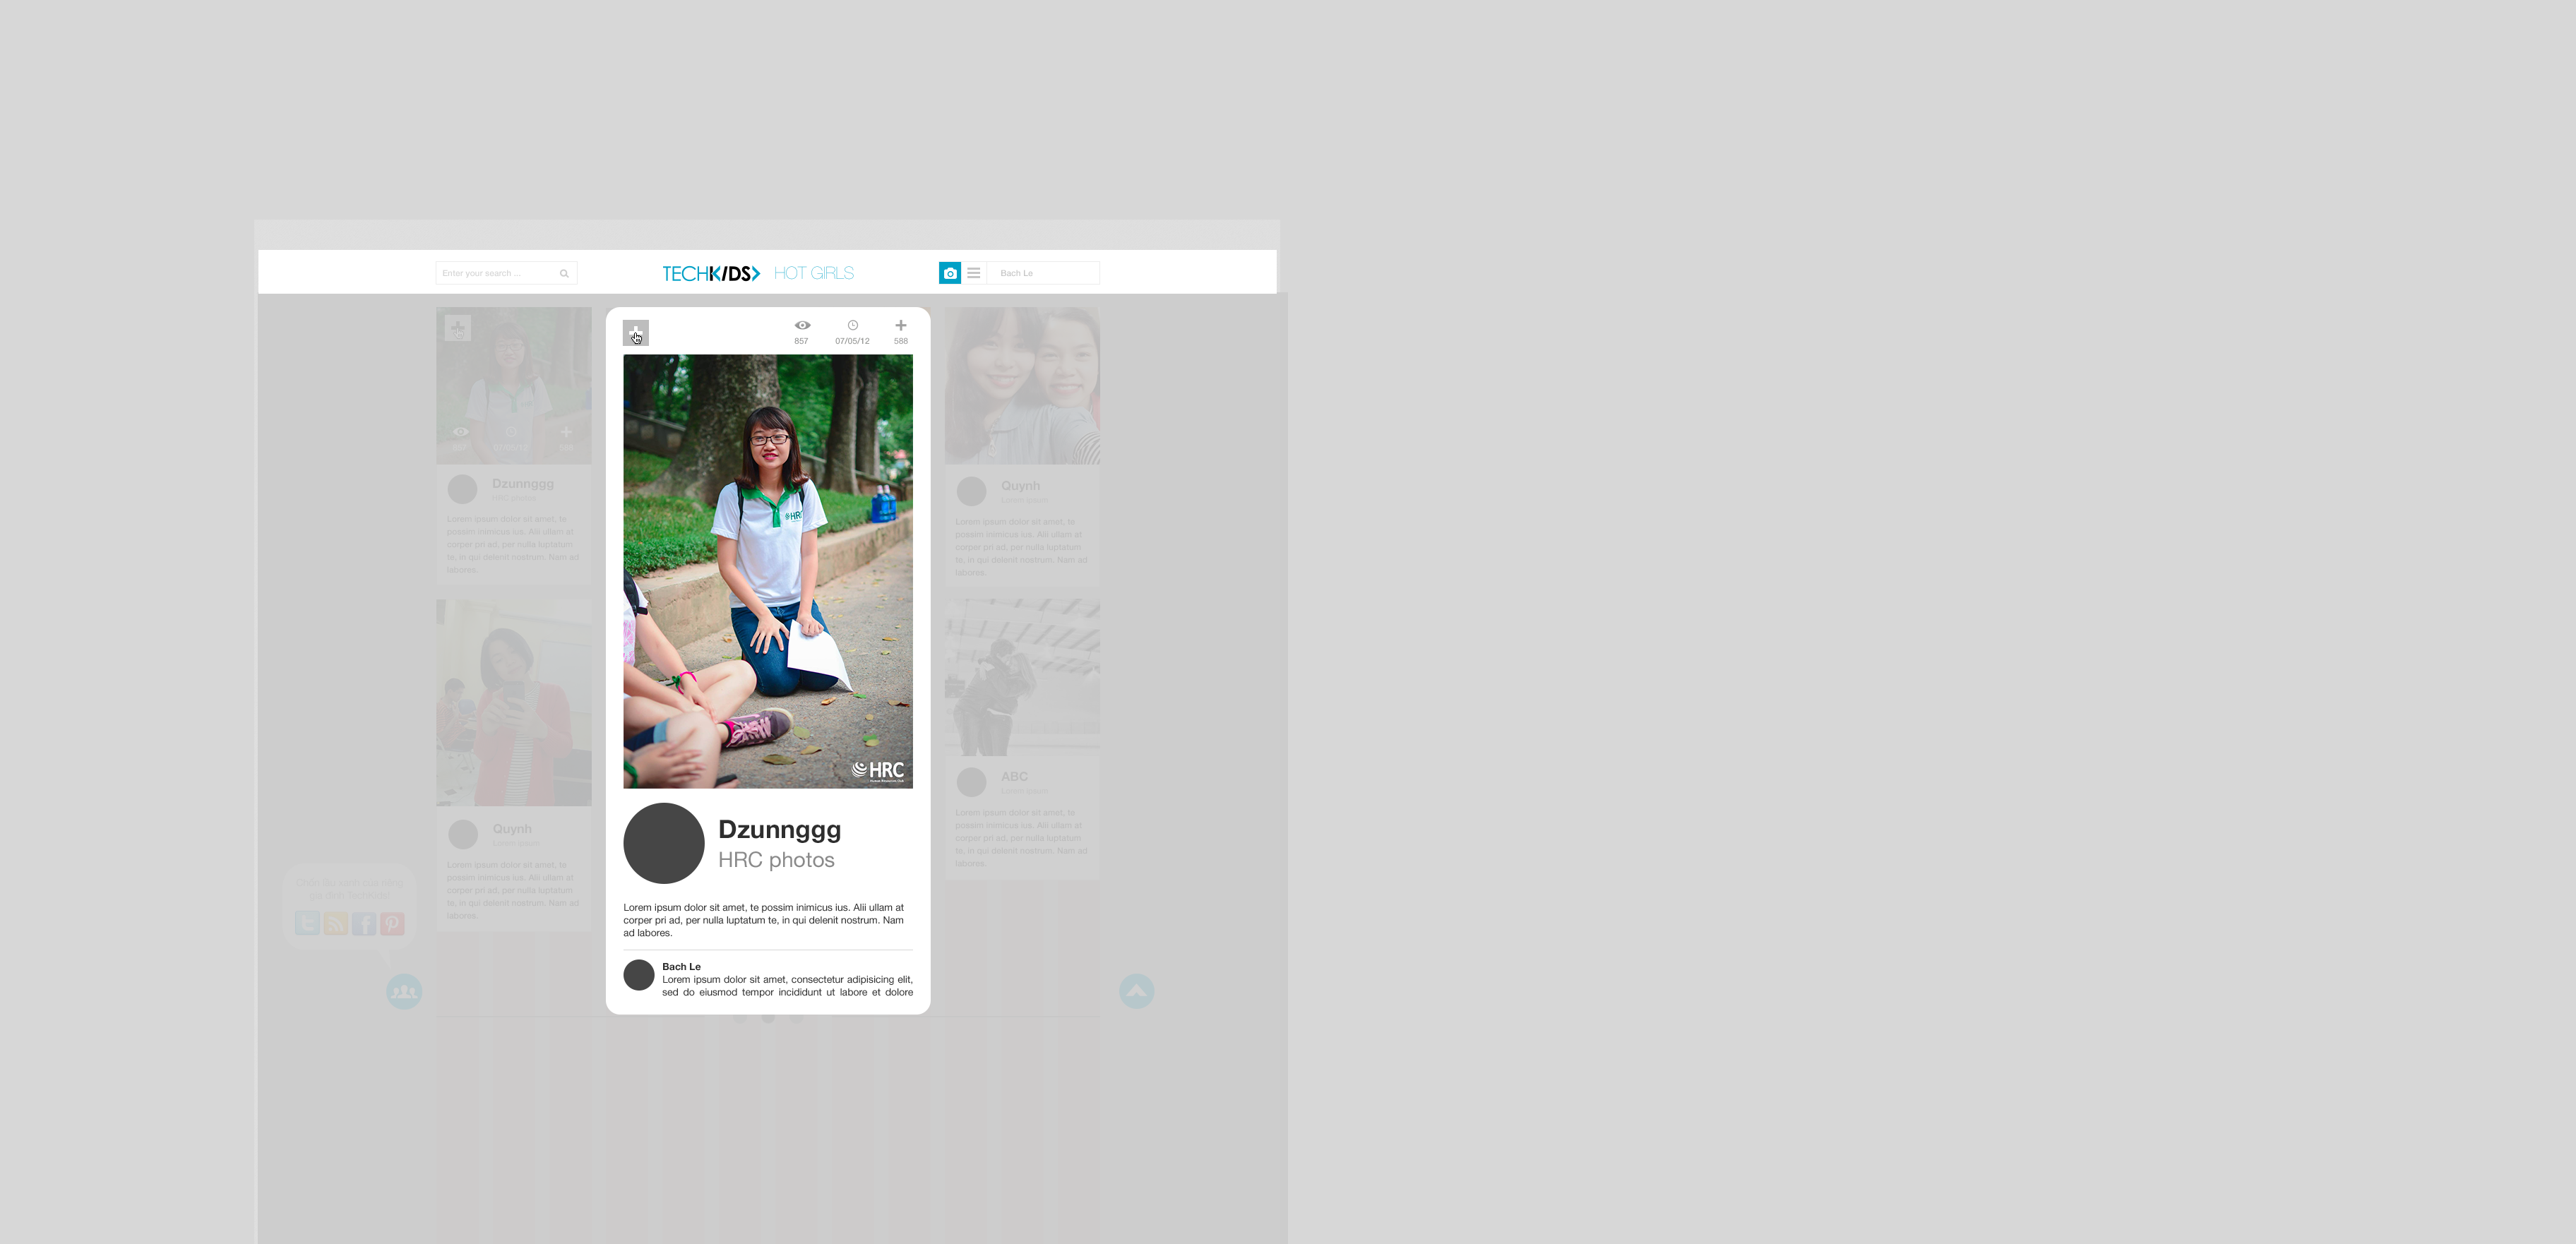 Enter your search ...
TECHKIDS HOT GIRLS
Bach Le
857
07/05/12
588
HRC
HRC
Dzunnggg
HRC photos
Lorem ipsum dolor sit amet, te possim inimicus ius. Alii ullam at
corper pri ad, per nulla luptatum te, in qui delenit nostrum. Nam
ad labores.
Bach Le
Lorem ipsum dolor sit amet, consectetur adipisicing elit,
sed do eiusmod tempor incididunt ut labore et dolore
Dzunnggg
HRC photos
Lorem ipsum dolor sit amet, te
possim inimicus ius. Alii ullam at
corper pri ad, per nulla luptatum
te, in qui delenit nostrum. Nam ad
labores.
Quynh
Lorem ipsum
Lorem ipsum dolor sit amet, te
possim inimicus ius. Alii ullam at
corper pri ad, per nulla luptatum
te, in qui delenit nostrum. Nam ad
labores.
Quynh
Lorem ipsum
Lorem ipsum dolor sit amet, te
possim inimicus ius. Alii ullam at
corper pri ad, per nulla luptatum
te, in qui delenit nostrum. Nam ad
labores.
ABC
Lorem ipsum
Lorem ipsum dolor sit amet, te
possim inimicus ius. Alii ullam at
corper pri ad, per nulla luptatum
te, in qui delenit nostrum. Nam ad
labores.